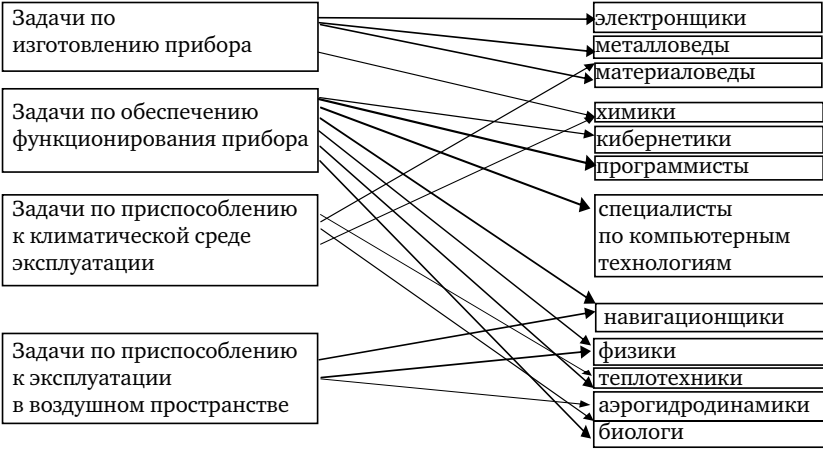 Задачи по
изготовлению прибора
Задачи по обеспечению
функционирования прибора
Задачи по приспособлению
к климатической среде
эксплуатации
Задачи по приспособлению
к эксплуатации
в воздушном пространстве
электронщики
металловеды
материаловеды
химики
кибернетики
программисты
специалисты
по компьютерным
технологиям
навигационщики
физики
теплотехники
аэрогидродинамики
биологи